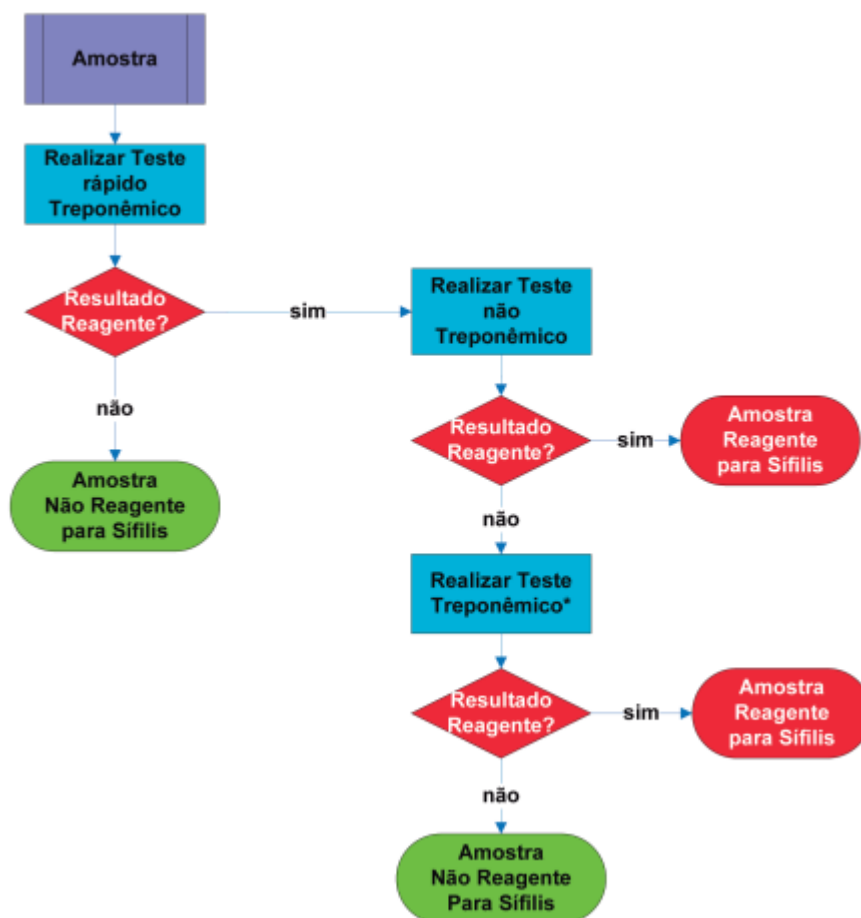 Amostra
Realizar Teste
rápido
Treponêmico
Resultado
Reagente?
sim
não
Amostra
Não Reagente
para Sífilis
Realizar Teste
não
Treponêmico
Resultado
Reagente?
sim
Amostra
Reagente
para Sífilis
não
Realizar Teste
Treponêmico*
Resultado
Reagente?
sim
Amostra
Reagente
para Sífilis
não
Amostra
Não Reagente
Para Sífilis